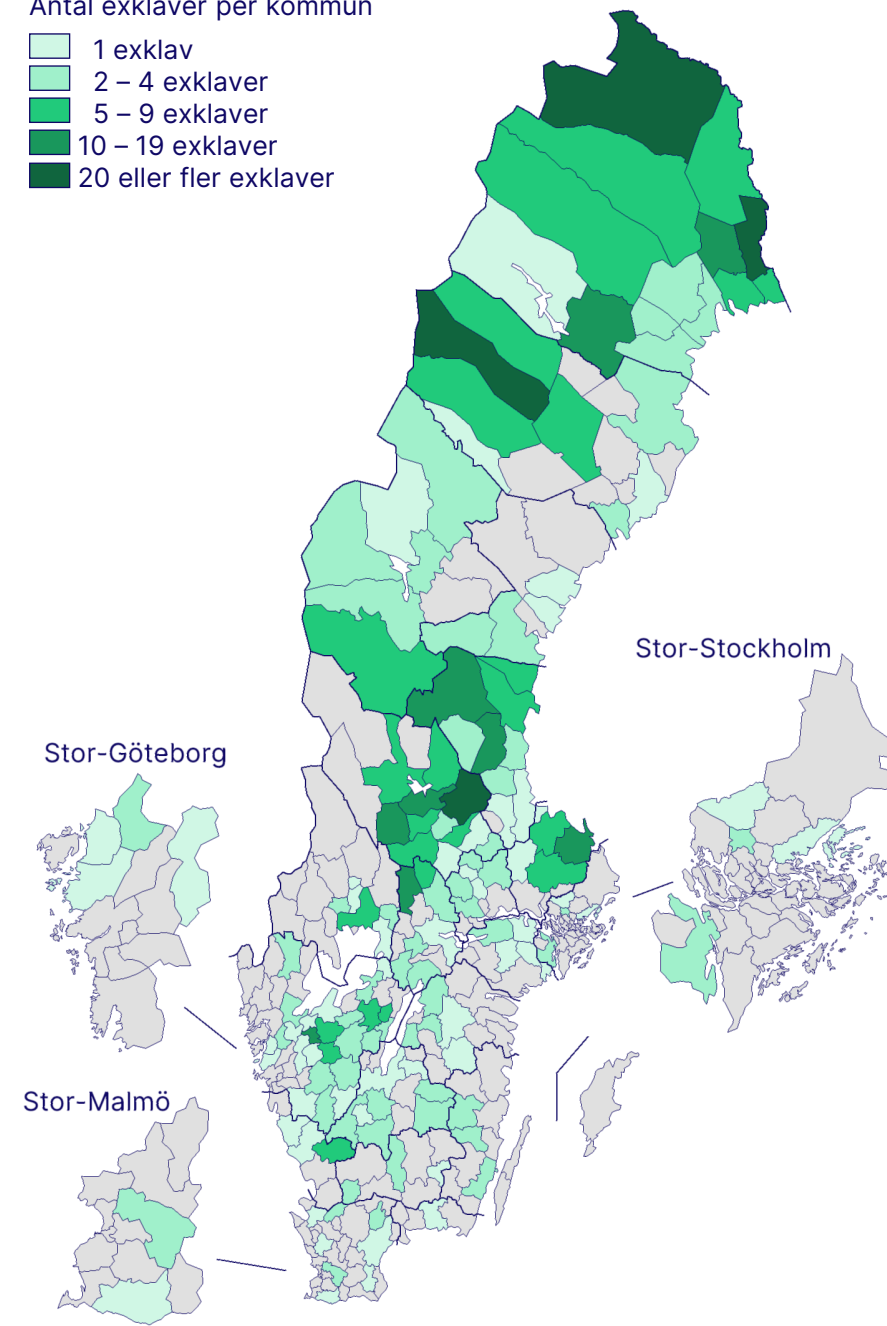 Antal exklaver per kommun
1 exklav
2 – 4 exklaver
5 – 9 exklaver
10 – 19 exklaver
20 eller fler exklaver
Stor-Stockholm
Stor-Göteborg
Stor-Malmö